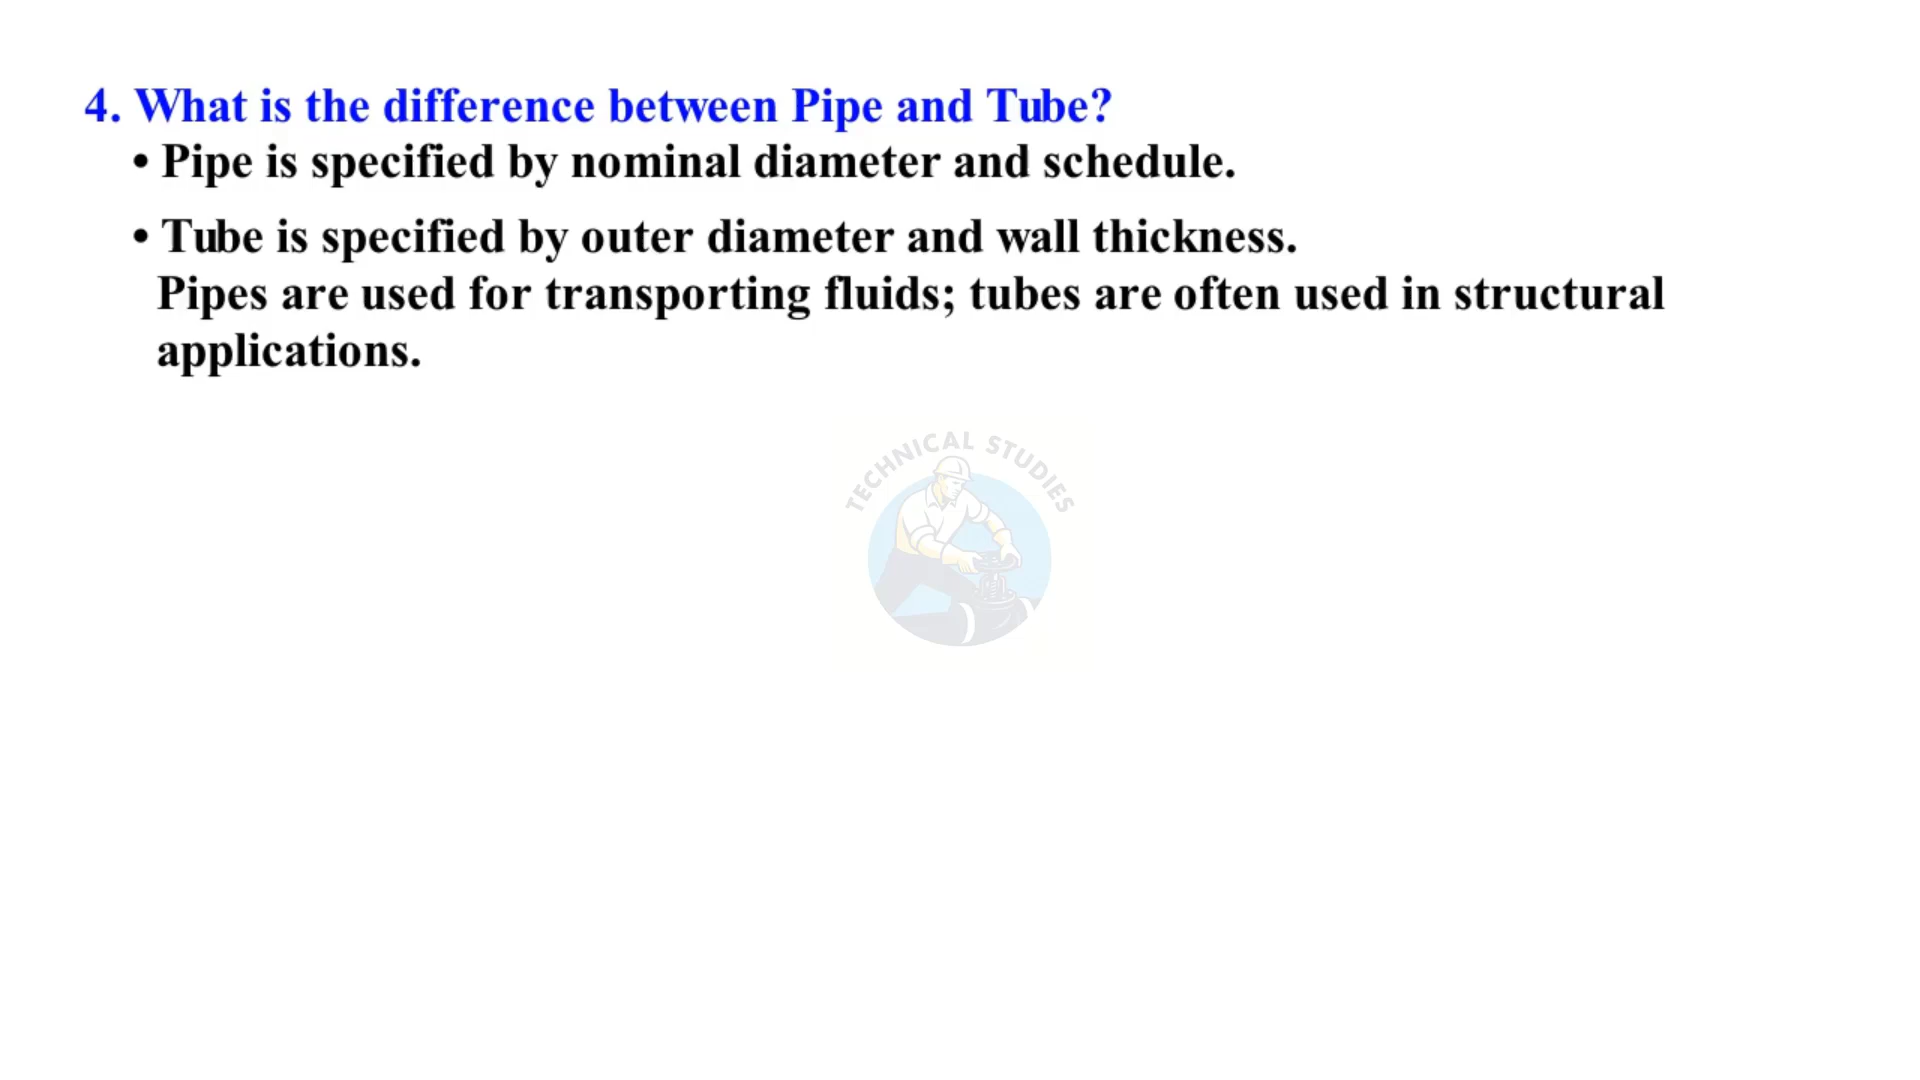 4. What is the difference between Pipe and Tube?
• Pipe is specified by nominal diameter and schedule.
• Tube is specified by outer diameter and wall thickness.
Pipes are used for transporting fluids; tubes are often used in structural
applications.
TECHNICAL STUDIES